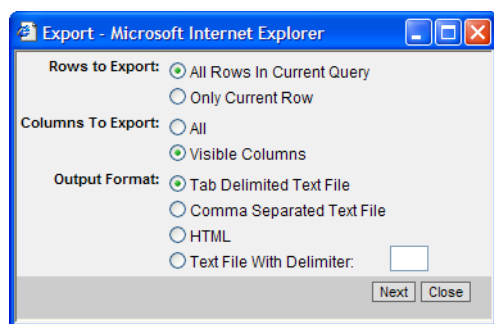 Export - Microsoft Internet Explorer
Rows to Export: All Rows In Current Query
Only Current Row
Columns To Export: All
Visible Columns
Output Format: Tab Delimited Text File
Comma Separated Text File
HTML
Text File With Delimiter:
Next Close